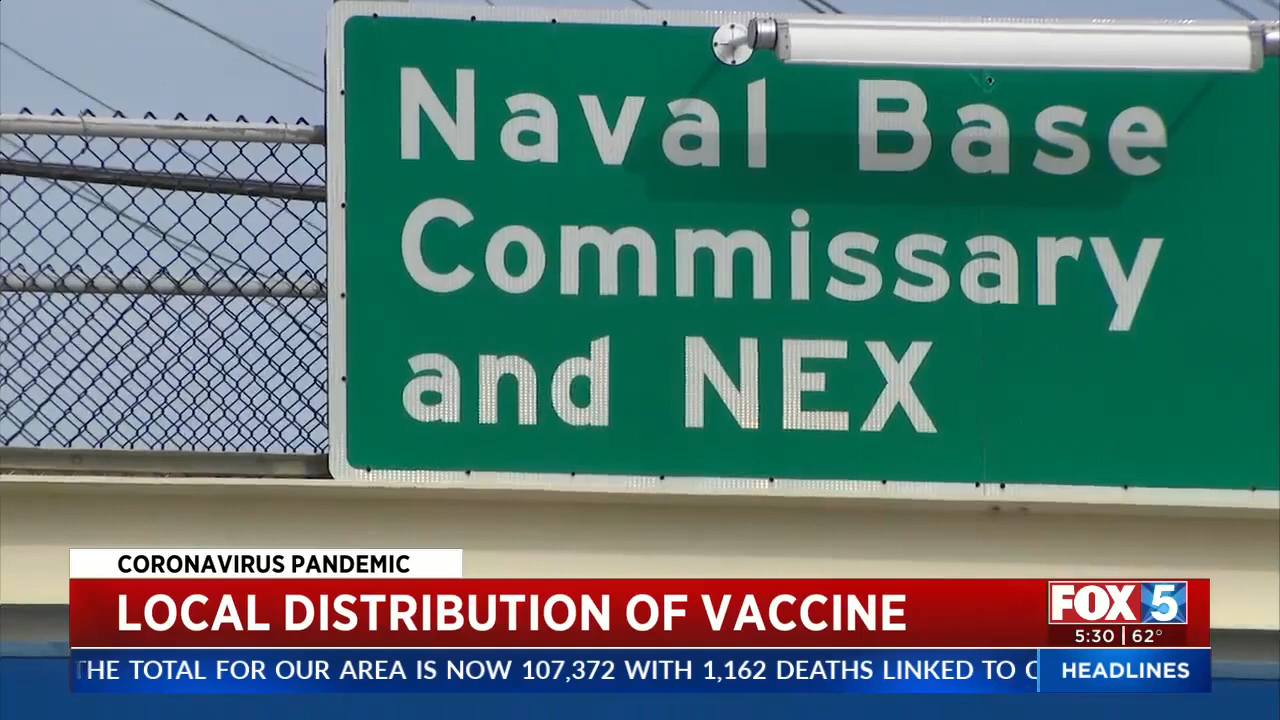 Naval Base
Commissary
and NEX
CORONAVIRUS PANDEMIC
LOCAL DISTRIBUTION OF VACCINE
FOX 5
5:30 | 62°
THE TOTAL FOR OUR AREA IS NOW 107,372 WITH 1,162 DEATHS LINKED TO
HEADLINES